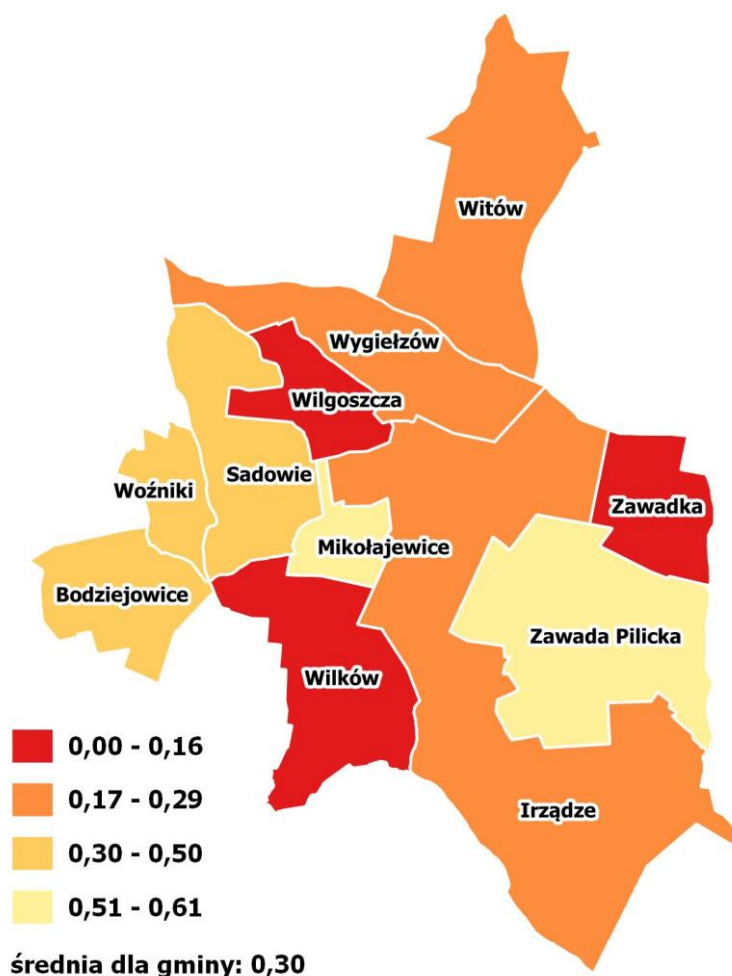 Witów
Wygiełzów
Wilgoszcza
Sadowie
Woźniki
Zawadka
Mikołajewice
Bodziejowice
Zawada Pilicka
Wilków
Irządze
0,00 - 0,16
0,17 - 0,29
0,30 - 0,50
0,51 - 0,61
średnia dla gminy: 0,30